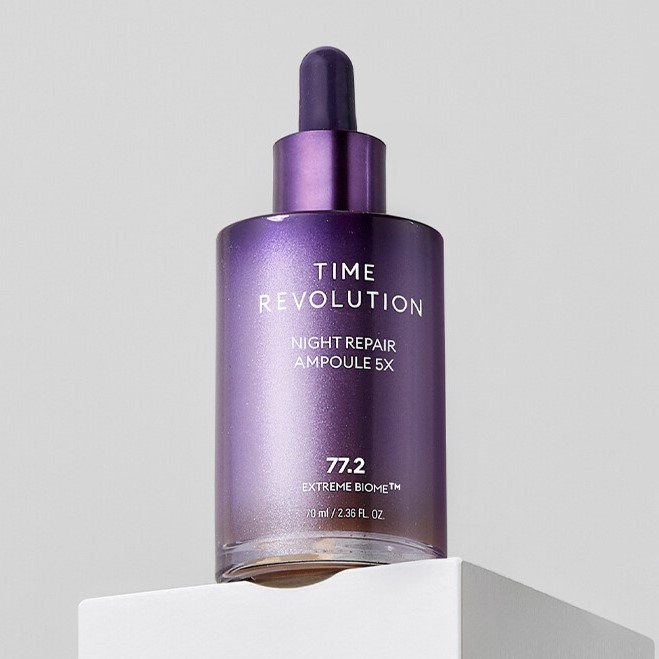 TIME
REVOLUTION
NIGHT REPAIR
AMPOULE 5X
77.2
EXTREME BIOME™
70 ml / 2.36 FL. OZ.